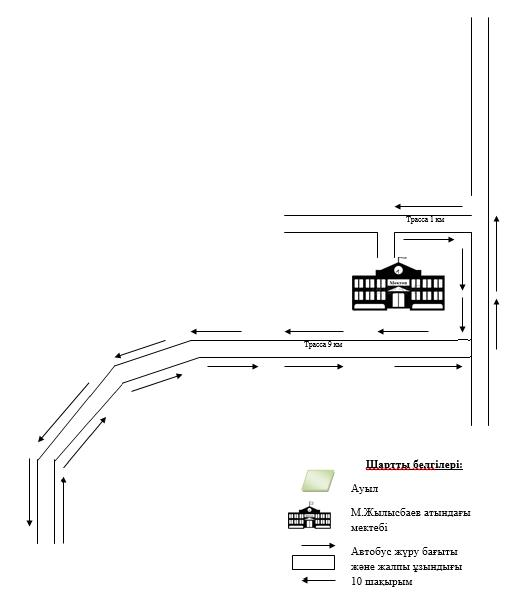 Трасса 1 км
Мектеп
Трасса 9 км
Шартты белгілері:
Ауыл
М.Жылысбаев атындағы
мектебі
Автобус жүру бағыты
және жалпы ұзындығы
10 шақырым